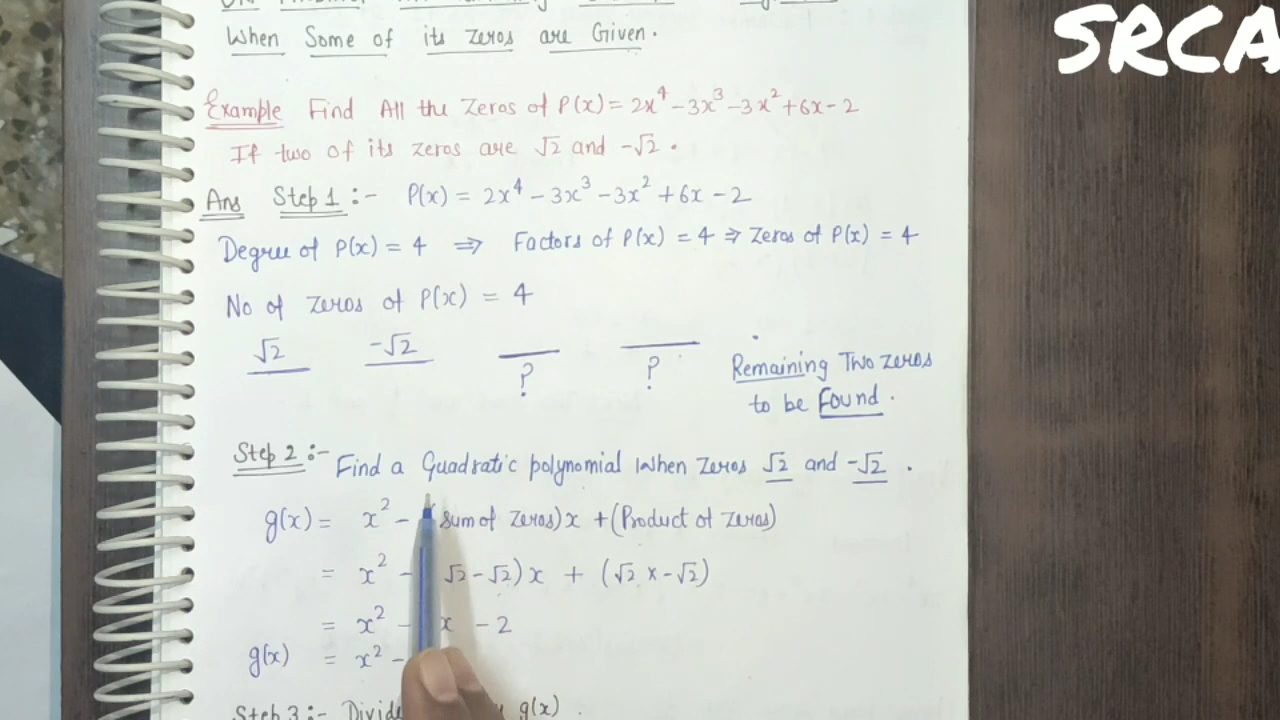 SRCA
When Some of its zeros are Given.
Example Find All the Zeros of P(x) = 2x⁴ - 3x³ - 3x² + 6x - 2
If two of its zeros are √2 and -√2.
Ans Step 1 :- P(x) = 2x⁴ - 3x³ - 3x² + 6x - 2
Degree of P(x) = 4 ⇒ Factors of P(x) = 4 ⇒ Zeros of P(x) = 4
No of zeros of P(x) = 4
√2 -√2
? ? Remaining Two zeros
to be Found.
Step 2 :- Find a Quadratic polynomial When Zeros √2 and -√2.
g(x) = x² - sum of zeros)x + (Product of zeros)
= x² - √2 - √2)x + (√2 x -√2)
= x² - x - 2
g(x) = x² -
Step 3 :- Divide g(x).